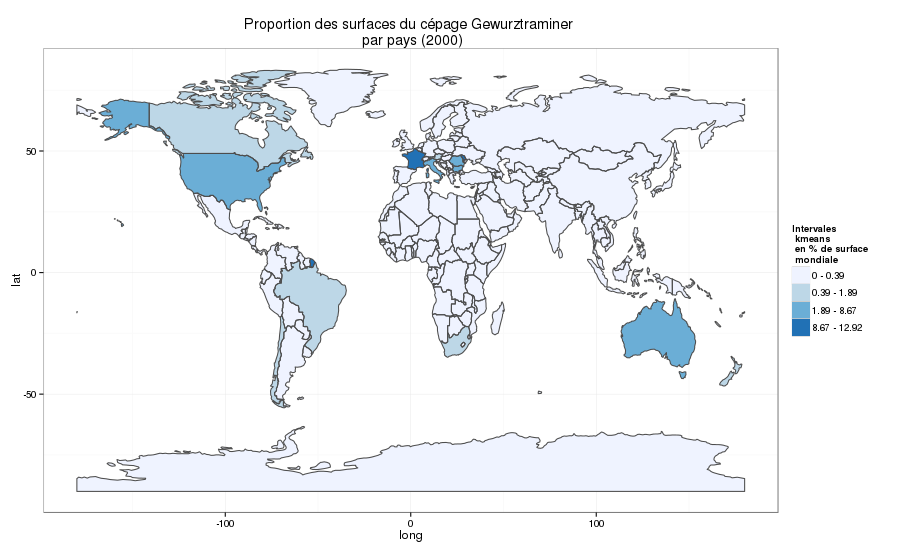 Proportion des surfaces du cépage Gewurztraminer
par pays (2000)
50
0
-50
lat
-100
0
100
long
Intervales
kmeans
en % de surface
mondiale
0 - 0.39
0.39 - 1.89
1.89 - 8.67
8.67 - 12.92